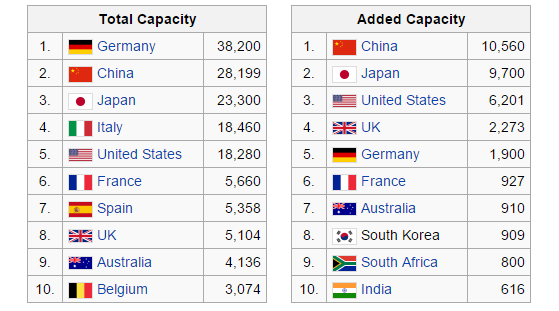 Total Capacity
1. Germany 38,200
2. China 28,199
3. Japan 23,300
4. Italy 18,460
5. United States 18,280
6. France 5,660
7. Spain 5,358
8. UK 5,104
9. Australia 4,136
10. Belgium 3,074
Added Capacity
1. China 10,560
2. Japan 9,700
3. United States 6,201
4. UK 2,273
5. Germany 1,900
6. France 927
7. Australia 910
8. South Korea 909
9. South Africa 800
10. India 616